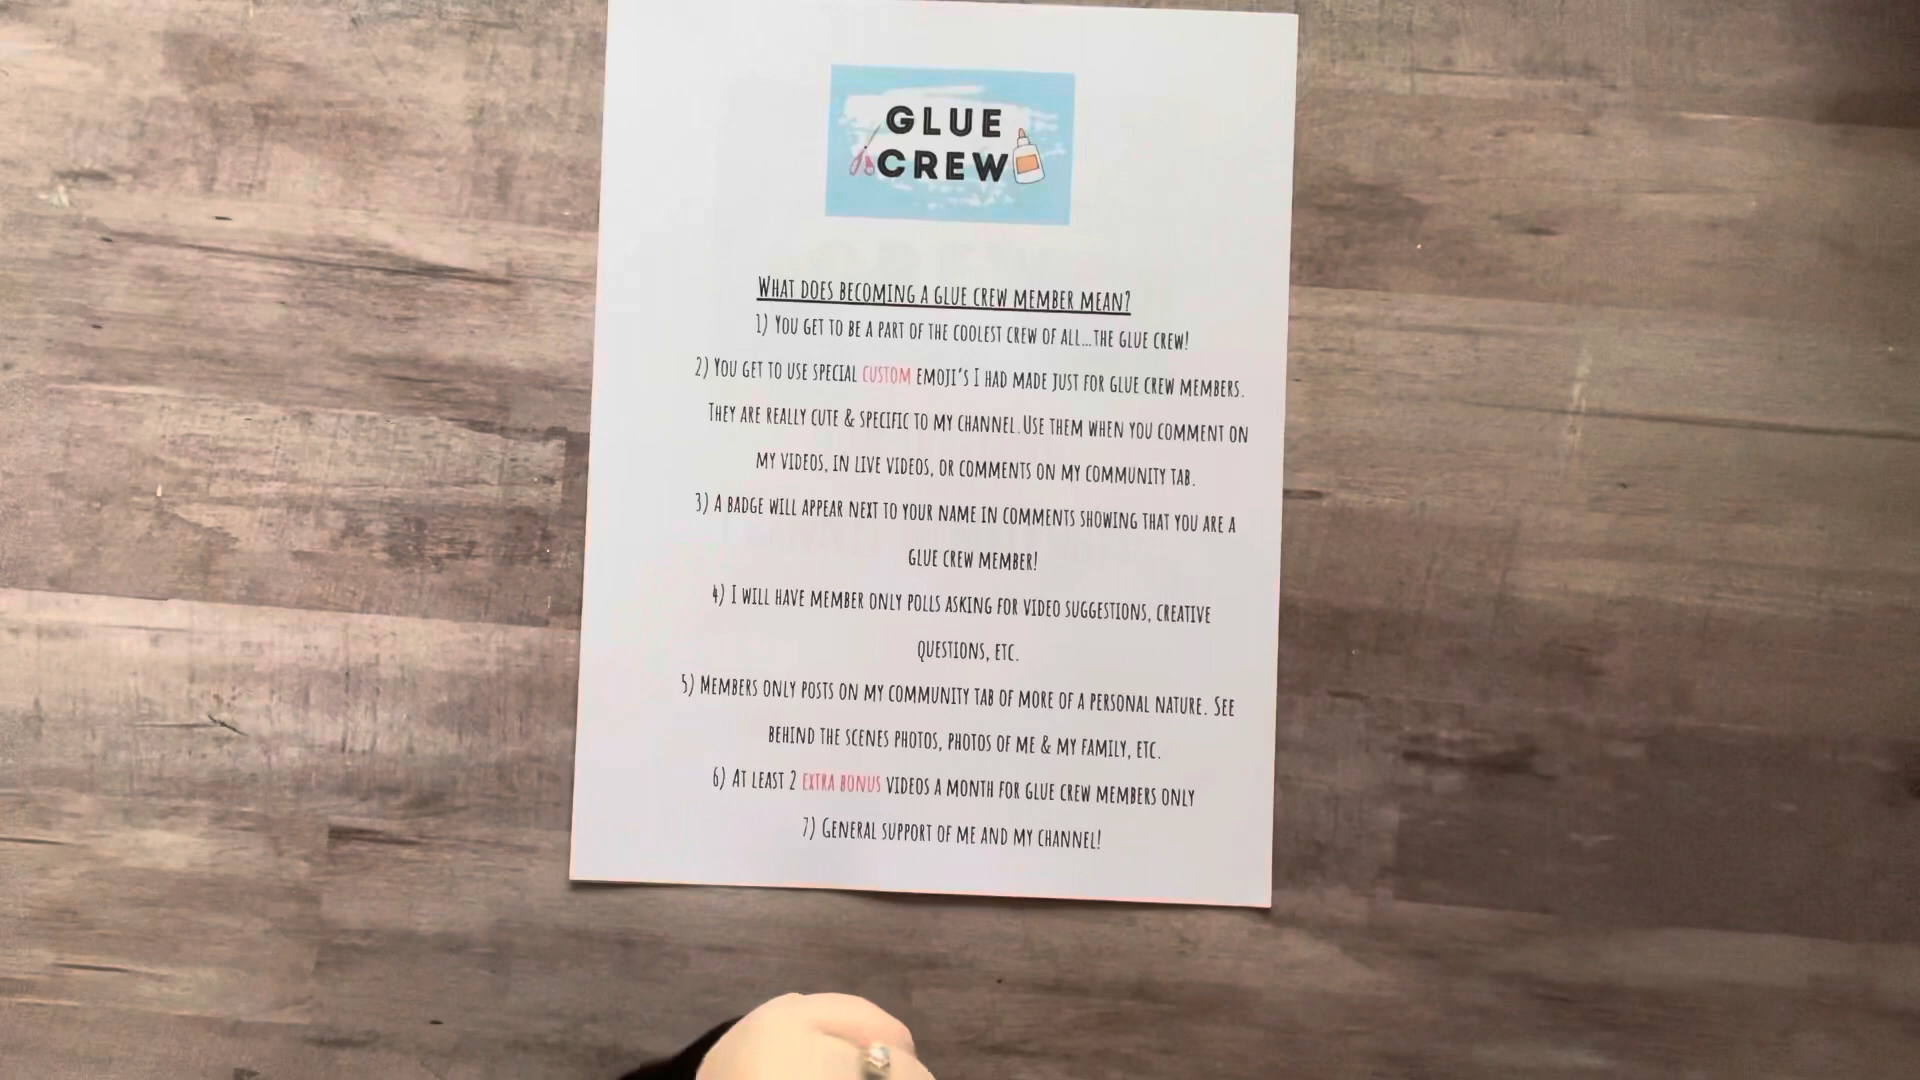 GLUE
CREW
WHAT DOES BECOMING A GLUE CREW MEMBER MEAN?
1) YOU GET TO BE A PART OF THE COOLEST CREW OF ALL...THE GLUE CREW!
2) YOU GET TO USE SPECIAL CUSTOM EMOJI'S I HAD MADE JUST FOR GLUE CREW MEMBERS.
THEY ARE REALLY CUTE & SPECIFIC TO MY CHANNEL. USE THEM WHEN YOU COMMENT ON
MY VIDEOS, IN LIVE VIDEOS, OR COMMENTS ON MY COMMUNITY TAB.
3) A BADGE WILL APPEAR NEXT TO YOUR NAME IN COMMENTS SHOWING THAT YOU ARE A
GLUE CREW MEMBER!
4) I WILL HAVE MEMBER ONLY POLLS ASKING FOR VIDEO SUGGESTIONS, CREATIVE
QUESTIONS, ETC.
5) MEMBERS ONLY POSTS ON MY COMMUNITY TAB OF MORE OF A PERSONAL NATURE. SEE
BEHIND THE SCENES PHOTOS, PHOTOS OF ME & MY FAMILY, ETC.
6) AT LEAST 2 EXTRA BONUS VIDEOS A MONTH FOR GLUE CREW MEMBERS ONLY
7) GENERAL SUPPORT OF ME AND MY CHANNEL!